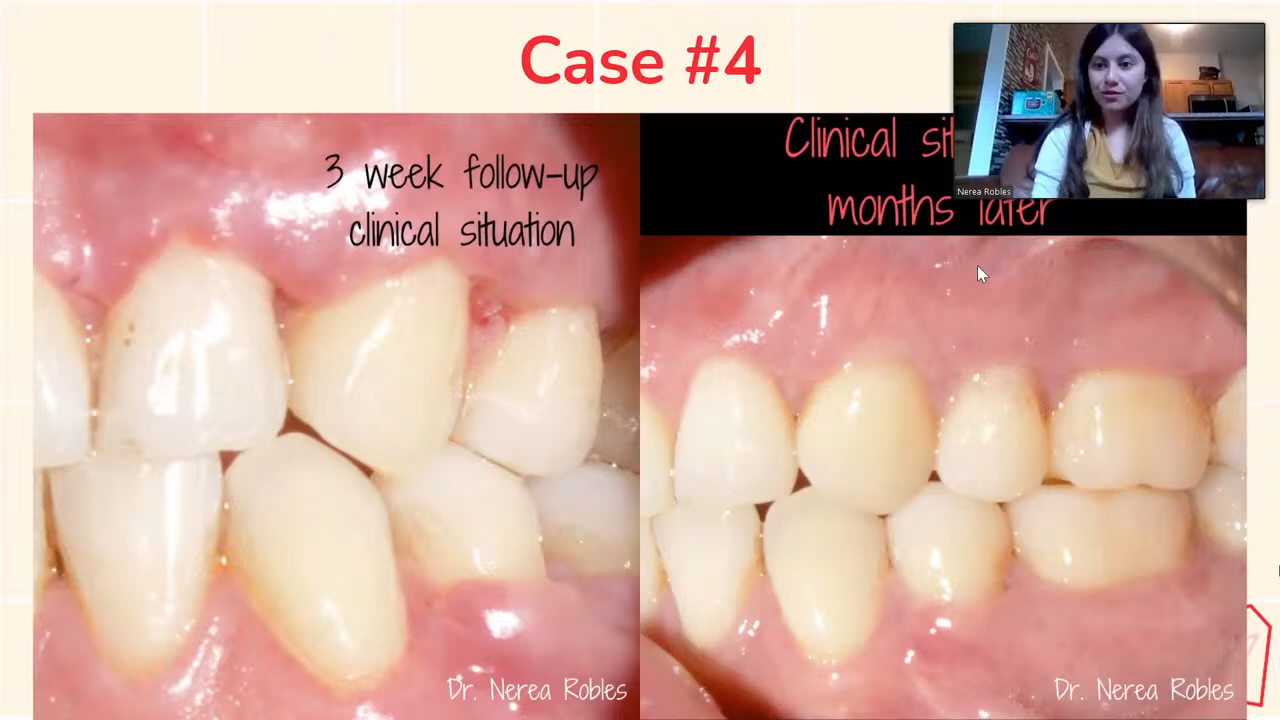 Case #4
3 week follow-up
clinical situation
Clinical
months later
Nerea Robles
Dr. Nerea Robles
Dr. Nerea Robles